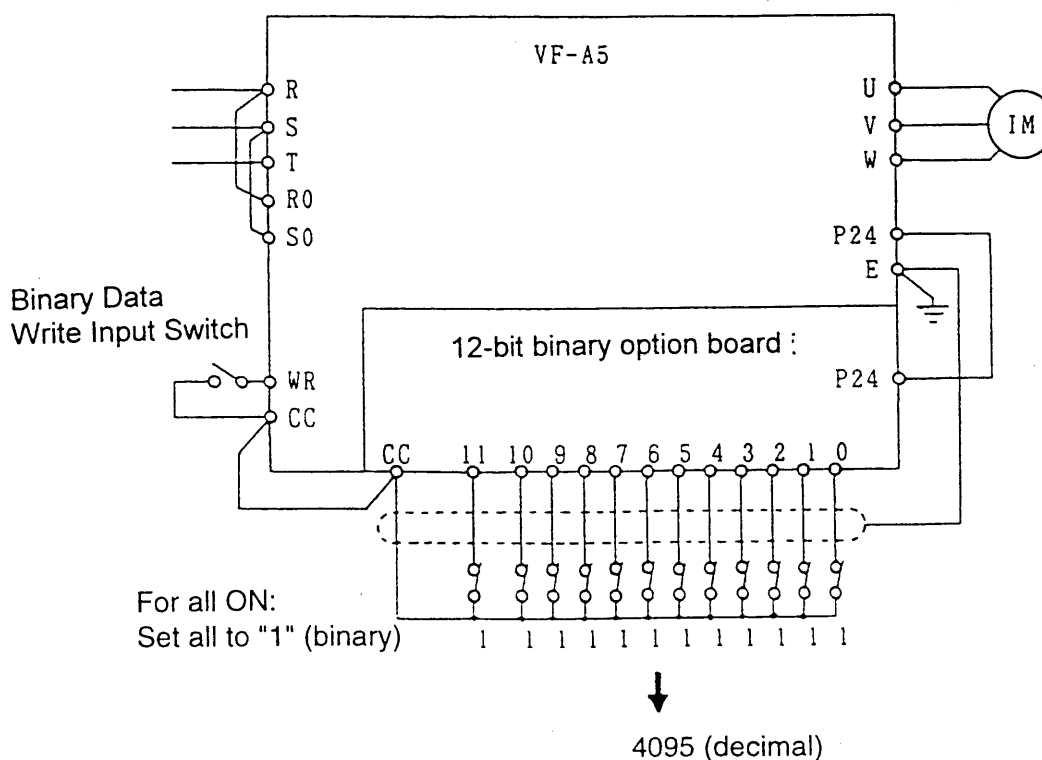 VF-A5
R
S
T
R0
S0
U
V
W
IM
P24
E
Binary Data
Write Input Switch
12-bit binary option board :
P24
WR
CC
CC 11 10 9 8 7 6 5 4 3 2 1 0
For all ON:
Set all to "1" (binary)
1 1 1 1 1 1 1 1 1 1 1 1
4095 (decimal)